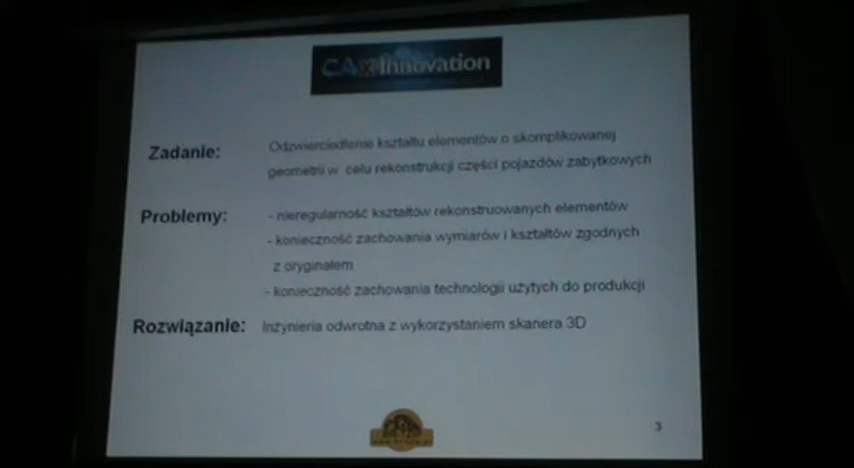 CAx Innovation
Zadanie: Odzwierciedlenie kształtu elementów o skomplikowanej
geometrii w celu rekonstrukcji części pojazdów zabytkowych
Problemy: - nieregularność kształtów rekonstruowanych elementów
- konieczność zachowania wymiarów i kształtów zgodnych
z oryginałem
- konieczność zachowania technologii użytych do produkcji
Rozwiązanie: Inżynieria odwrotna z wykorzystaniem skanera 3D
3